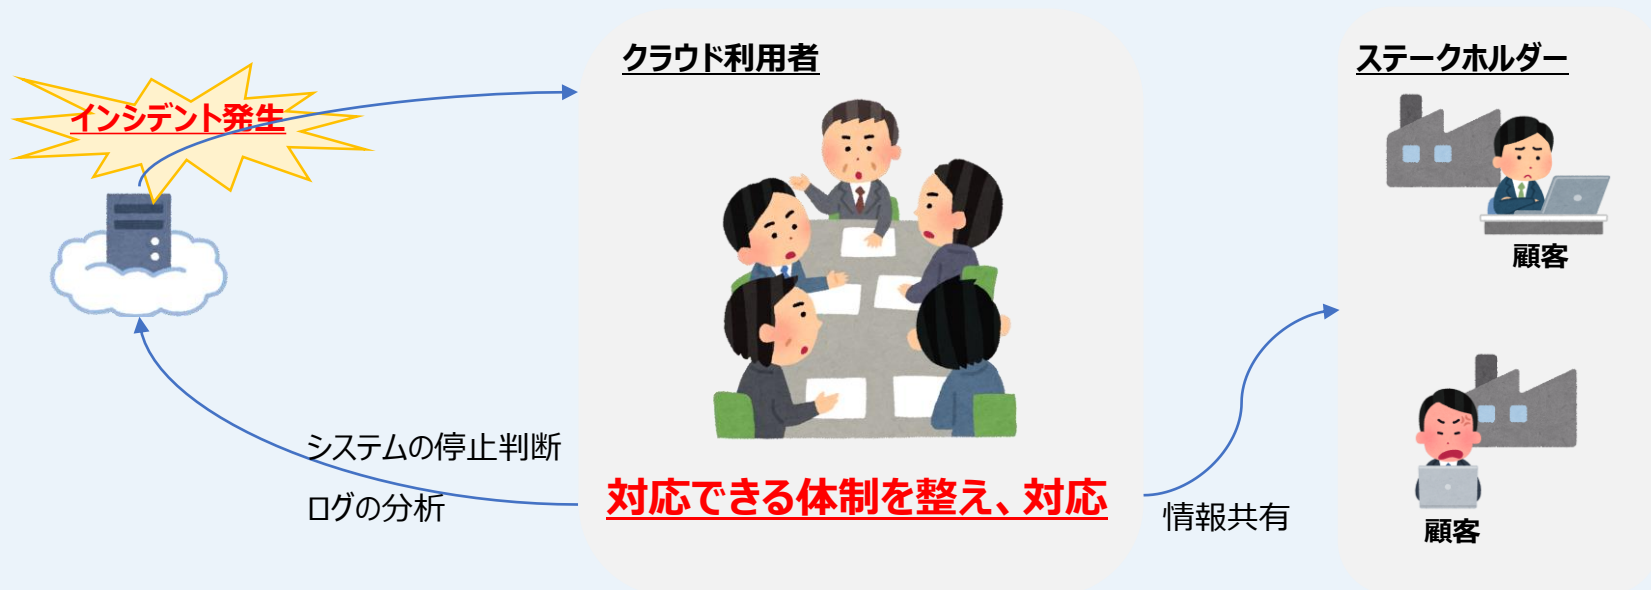 インシデント発生
システムの停止判断
ログの分析
クラウド利用者
対応できる体制を整え、対応
情報共有
ステークホルダー
顧客
顧客